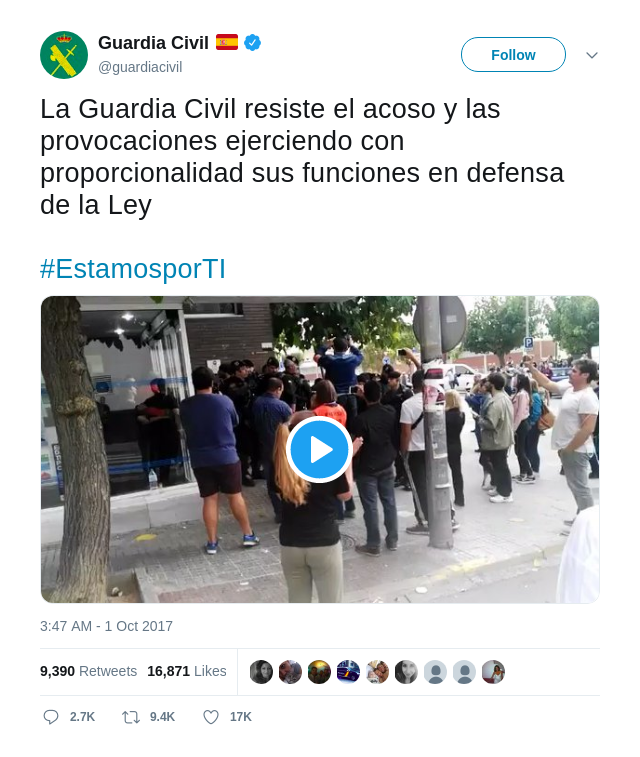 Guardia Civil
@guardiacivil
Follow
La Guardia Civil resiste el acoso y las
provocaciones ejerciendo con
proporcionalidad sus funciones en defensa
de la Ley
#EstamosporTI
P
3:47 AM - 1 Oct 2017
9,390 Retweets 16,871 Likes
2.7K 9.4K 17K